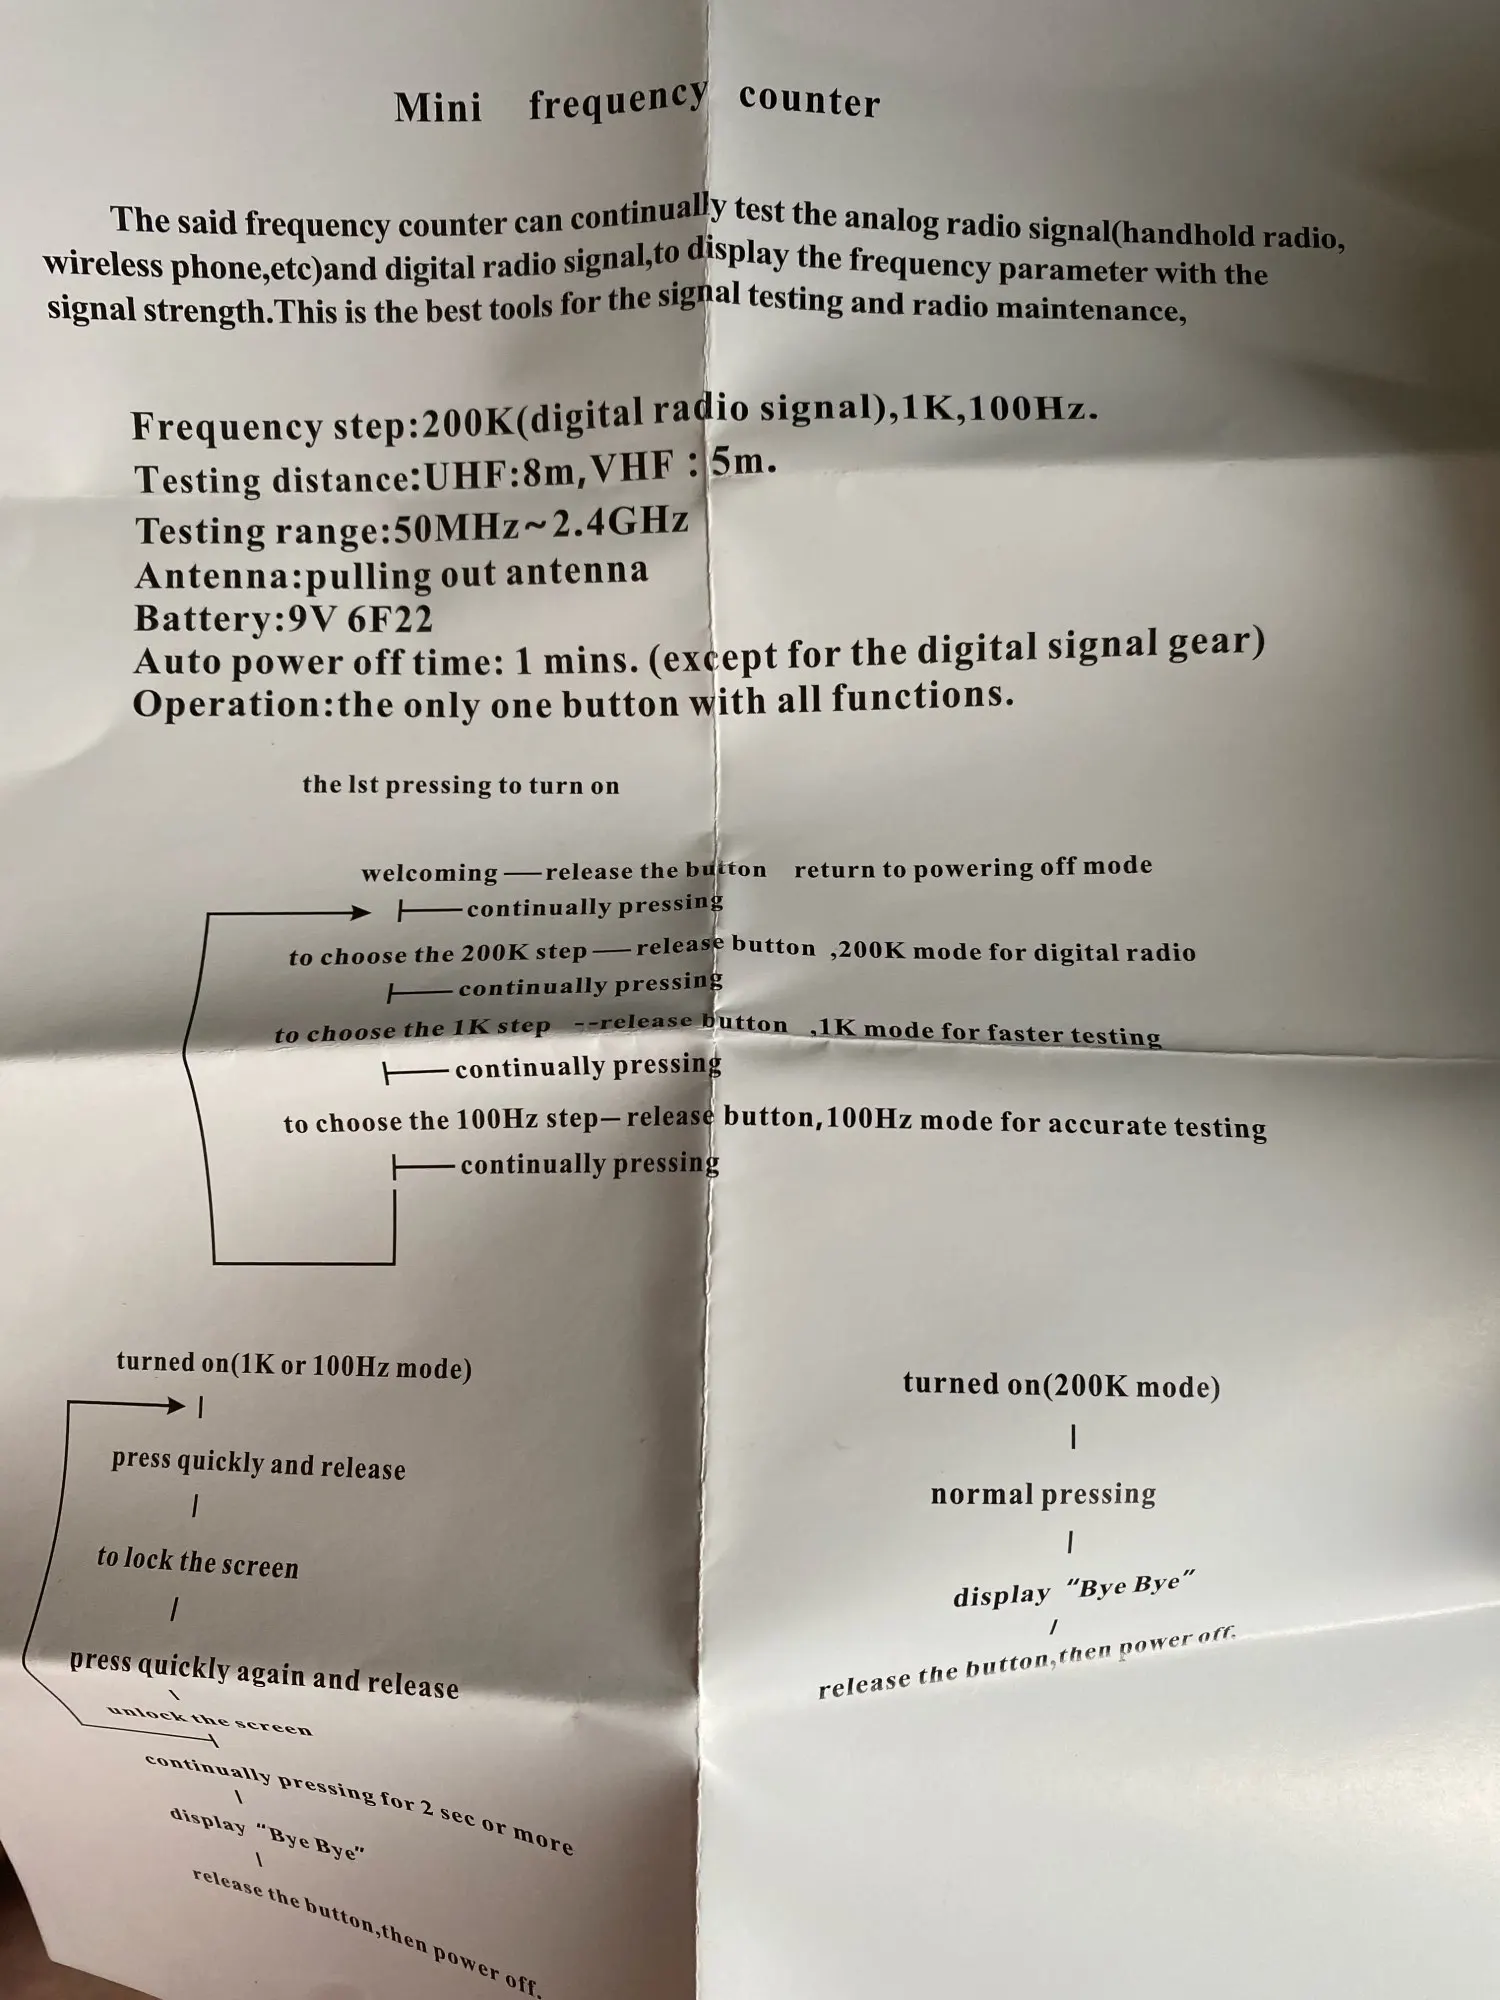 Mini frequency counter
The said frequency counter can continually test the analog radio signal(handhold radio,
wireless phone,etc)and digital radio signal,to display the frequency parameter with the
signal strength.This is the best tools for the signal testing and radio maintenance,
Frequency step:200K(digital radio signal),1K,100Hz.
Testing distance:UHF:8m,VHF:5m.
Testing range:50MHz~2.4GHz
Antenna:pulling out antenna
Battery:9V 6F22
Auto power off time: 1 mins. (except for the digital signal gear)
Operation:the only one button with all functions.
the lst pressing to turn on
welcoming — release the button return to powering off mode
continually pressing
to choose the 200K step — release button ,200K mode for digital radio
continually pressing
to choose the 1K step --release button ,1K mode for faster testing
continually pressing
to choose the 100Hz step— release button,100Hz mode for accurate testing
continually pressing
turned on(1K or 100Hz mode)
press quickly and release
to lock the screen
press quickly again and release
unlock the screen
continually pressing for 2 sec or more
display "Bye Bye"
release the button,then power off.
turned on(200K mode)
normal pressing
display "Bye Bye"
release the button,then power off.